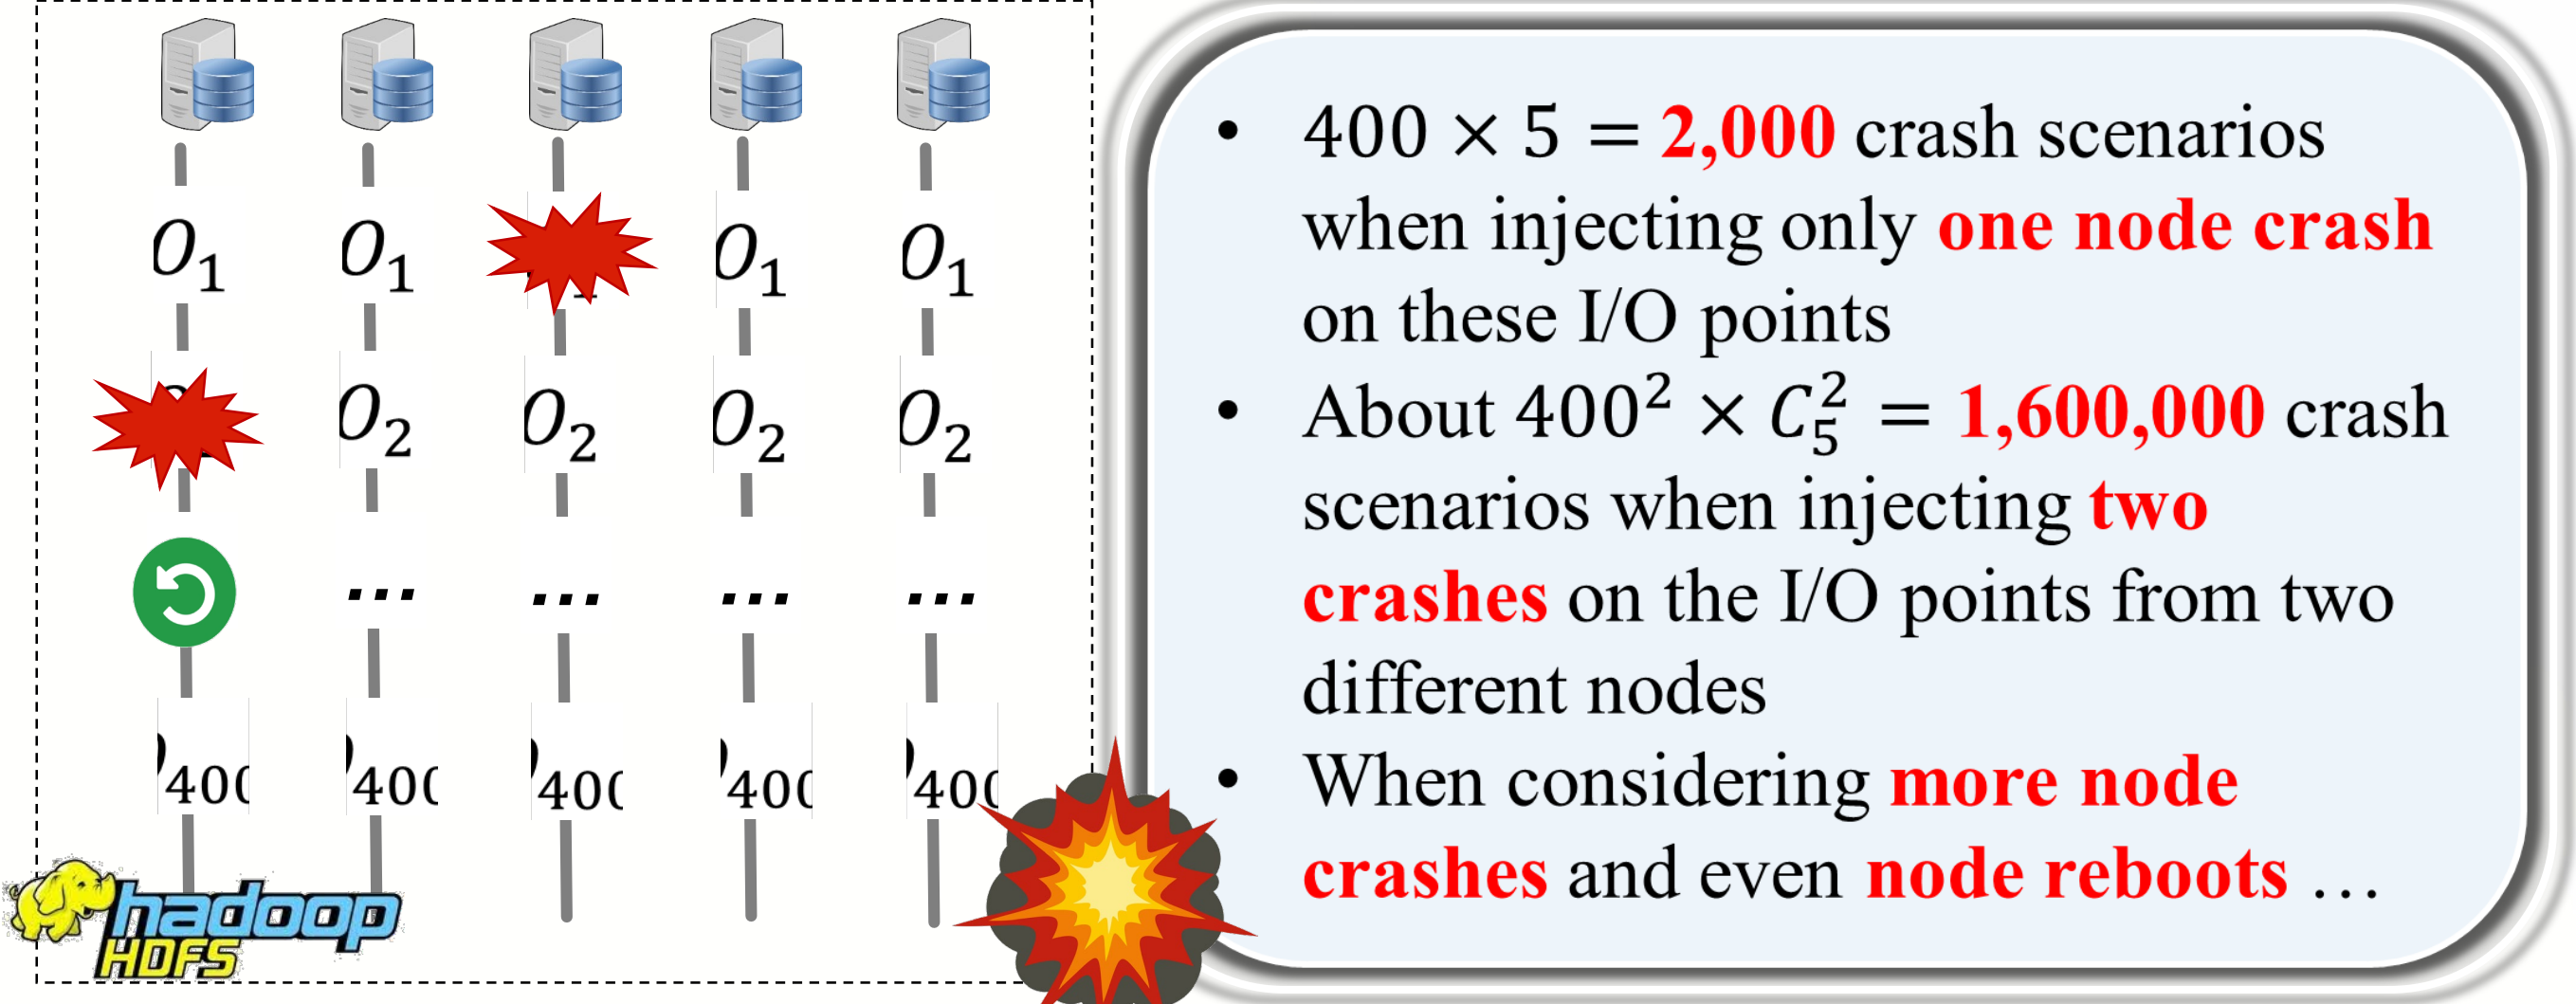 O₁ O₁ O₁ O₁
O₂ O₂ O₂ O₂
... ... ... ...
400 400 400 400 400
hadoop
HDFS
• 400 × 5 = 2,000 crash scenarios
when injecting only one node crash
on these I/O points
• About 400² × C₅² = 1,600,000 crash
scenarios when injecting two
crashes on the I/O points from two
different nodes
• When considering more node
crashes and even node reboots …